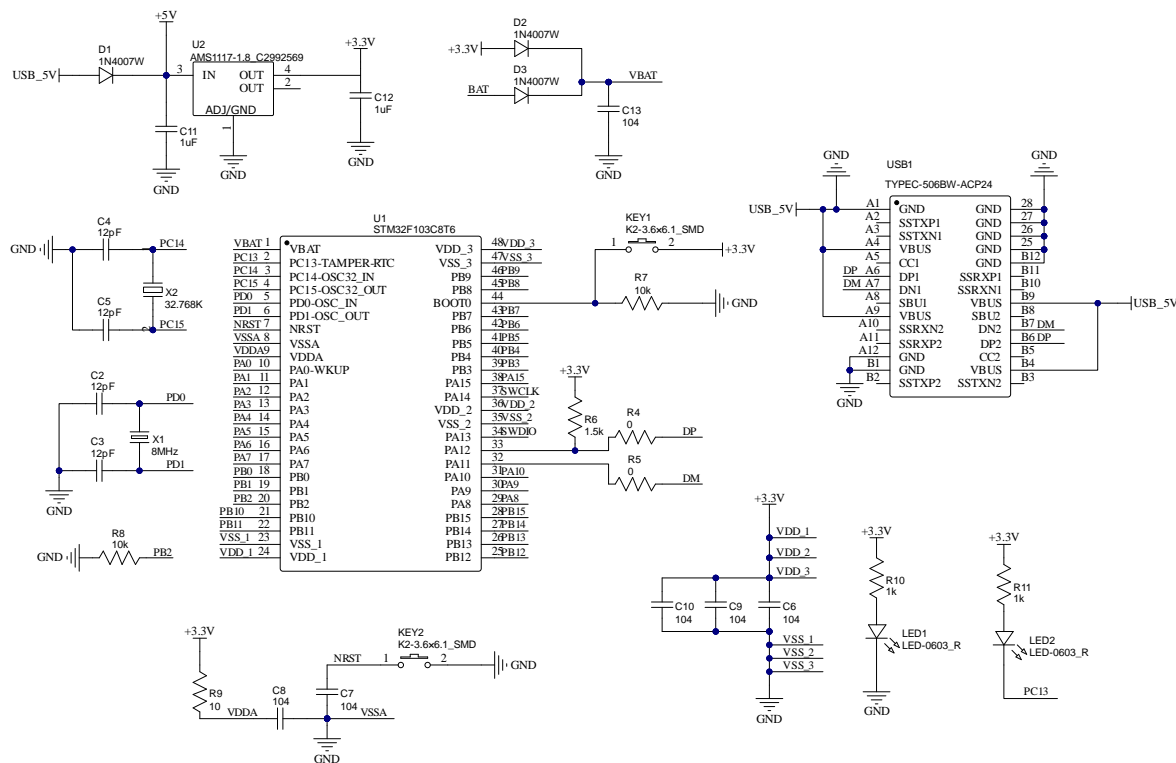 +5V
D1
1N4007W
USB_5V
U2
AMS1117-1.8_C2992569
3 IN OUT 4
OUT 2
ADJ/GND
1
C11
1uF
GND
GND
+3.3V
C12
1uF
GND
D2
1N4007W
+3.3V
D3
1N4007W
BAT
VBAT
C13
104
GND
GND
USB1
GND
TYPEC-506BW-ACP24
USB_5V
A1 GND GND 28
A2 SSTXP1 GND 27
A3 SSTXN1 GND 26
A4 VBUS GND 25
A5 CC1 GND B12
DP A6 DP1 SSRXP1 B11
DM A7 DN1 SSRXN1 B10
A8 SBU1 VBUS B9
A9 VBUS SBU2 B8
A10 SSRXN2 DN2 B7 DM
A11 SSRXP2 DP2 B6 DP
A12 GND CC2 B5
B1 GND VBUS B4
B2 SSTXP2 SSTXN2 B3
USB_5V
GND
C4
12pF
GND
PC14
X2
32.768K
C5
12pF
2
PC15
C2
12pF
PD0
X1
8MHz
C3
12pF
PD1
GND
R8
10k
GND
PB2
U1
STM32F103C8T6
VBAT 1 VBAT VDD_3 48 VDD_3
PC13 2 PC13-TAMPER-RTC VSS_3 47 VSS_3
PC14 3 PC14-OSC32_IN PB9 46 PB9
PC15 4 PC15-OSC32_OUT PB8 45 PB8
PD0 5 PD0-OSC_IN BOOT0 44
PD1 6 PD1-OSC_OUT PB7 43 PB7
NRST 7 NRST PB6 42 PB6
VSSA 8 VSSA PB5 41 PB5
VDDA 9 VDDA PB4 40 PB4
PA0 10 PA0-WKUP PB3 39 PB3
PA1 11 PA1 PA15 38 PA15
PA2 12 PA2 PA14 37 SWCLK
PA3 13 PA3 VDD_2 36 VDD_2
PA4 14 PA4 VSS_2 35 VSS_2
PA5 15 PA5 PA13 34 SWDIO
PA6 16 PA6 PA12 33
PA7 17 PA7 PA11 32
PB0 18 PB0 PA10 31 PA10
PB1 19 PB1 PA9 30 PA9
PB2 20 PB2 PA8 29 PA8
PB10 21 PB10 PB15 28 PB15
PB11 22 PB11 PB14 27 PB14
VSS_1 23 VSS_1 PB13 26 PB13
VDD_1 24 VDD_1 PB12 25 PB12
KEY1
K2-3.6×6.1_SMD
1 2
+3.3V
R7
10k
GND
+3.3V
R6
1.5k
R4
0
DP
R5
0
DM
+3.3V
VDD_1
VDD_2
VDD_3
C10
104
C9
104
C6
104
VSS_1
VSS_2
VSS_3
GND
+3.3V
R10
1k
LED1
LED-0603_R
GND
+3.3V
R11
1k
LED2
LED-0603_R
PC13
+3.3V
R9
10
VDDA
C8
104
NRST
C7
104
VSSA
GND
KEY2
K2-3.6×6.1_SMD
1 2
GND